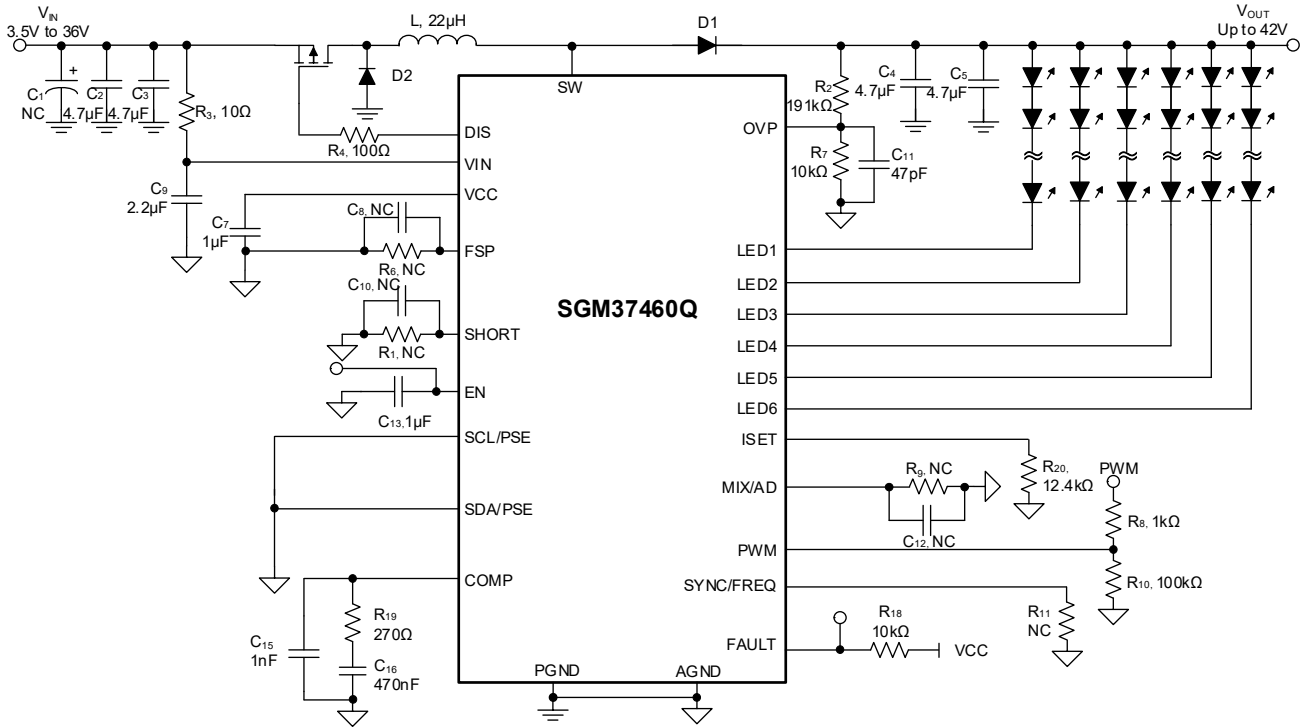 VIN
3.5V to 36V
L, 22µH
D1
VOUT
Up to 42V
C1
NC
+
C2
4.7µF
C3
4.7µF
R3, 10Ω
D2
SW
R2
191kΩ
C4
4.7µF
C5
4.7µF
DIS
R4, 100Ω
VIN
OVP
R7
10kΩ
C11
47pF
C9
2.2µF
VCC
C7
1µF
C8, NC
FSP
R6, NC
C10, NC
SHORT
R1, NC
EN
C13, 1µF
SGM37460Q
LED1
LED2
LED3
LED4
LED5
LED6
ISET
R20,
12.4kΩ
SCL/PSE
SDA/PSE
MIX/AD
R9, NC
C12, NC
PWM
R8, 1kΩ
PWM
R10, 100kΩ
COMP
R19
270Ω
C15
1nF
C16
470nF
SYNC/FREQ
R11
NC
FAULT
R18
10kΩ
VCC
PGND
AGND